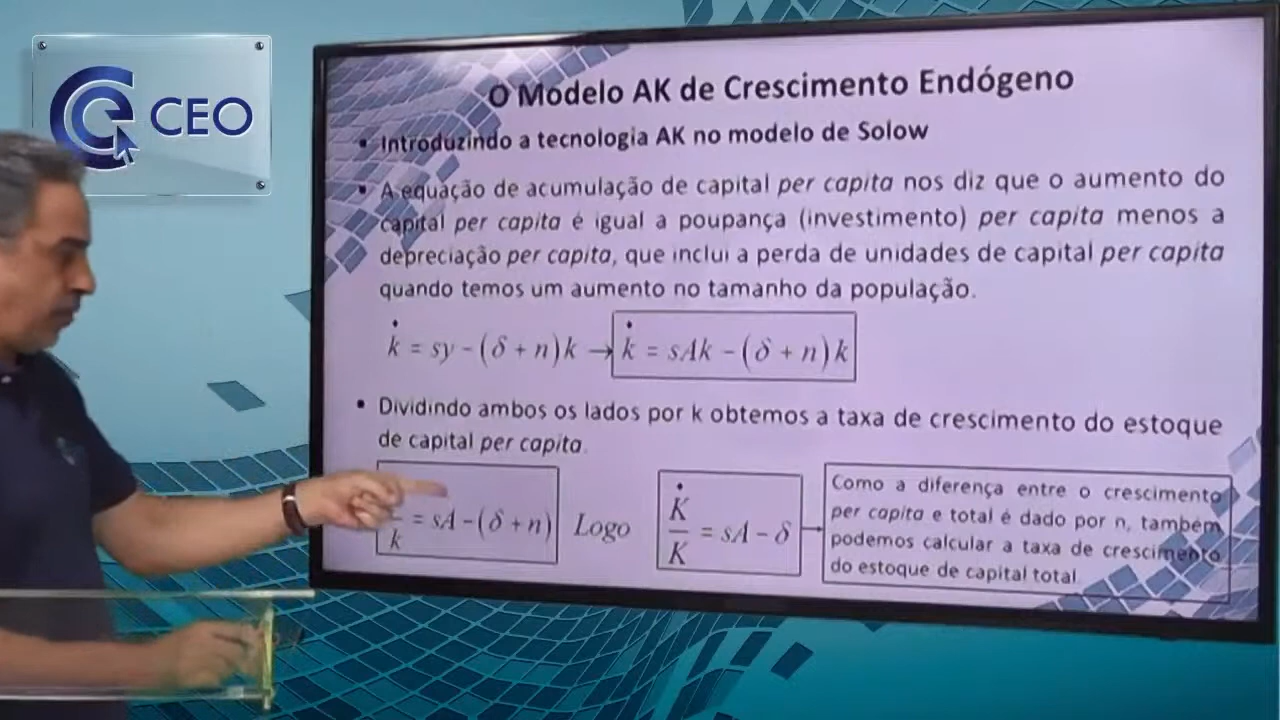 CEO
O Modelo AK de Crescimento Endógeno
• Introduzindo a tecnologia AK no modelo de Solow
• A equação de acumulação de capital per capita nos diz que o aumento do
capital per capita é igual a poupança (investimento) per capita menos a
depreciação per capita, que inclui a perda de unidades de capital per capita
quando temos um aumento no tamanho da população.
k̇ = sy − (δ + n)k → k̇ = sAk − (δ + n)k
• Dividindo ambos os lados por k obtemos a taxa de crescimento do estoque
de capital per capita.
k = sA − (δ + n) Logo K̇/K = sA − δ
Como a diferença entre o crescimento
per capita e total é dado por n, também
podemos calcular a taxa de crescimento
do estoque de capital total.